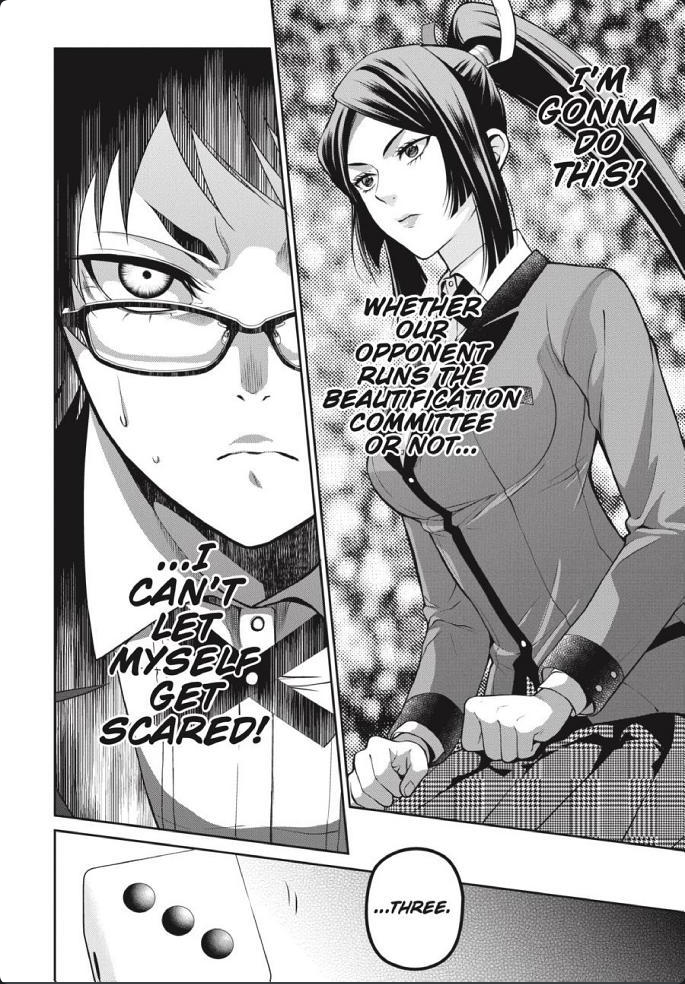 I'M
GONNA
DO
THIS!
WHETHER
OUR
OPPONENT
RUNS THE
BEAUTIFICATION
COMMITTEE
OR NOT...
...I
CAN'T
LET
MYSELF
GET
SCARED!
...THREE.